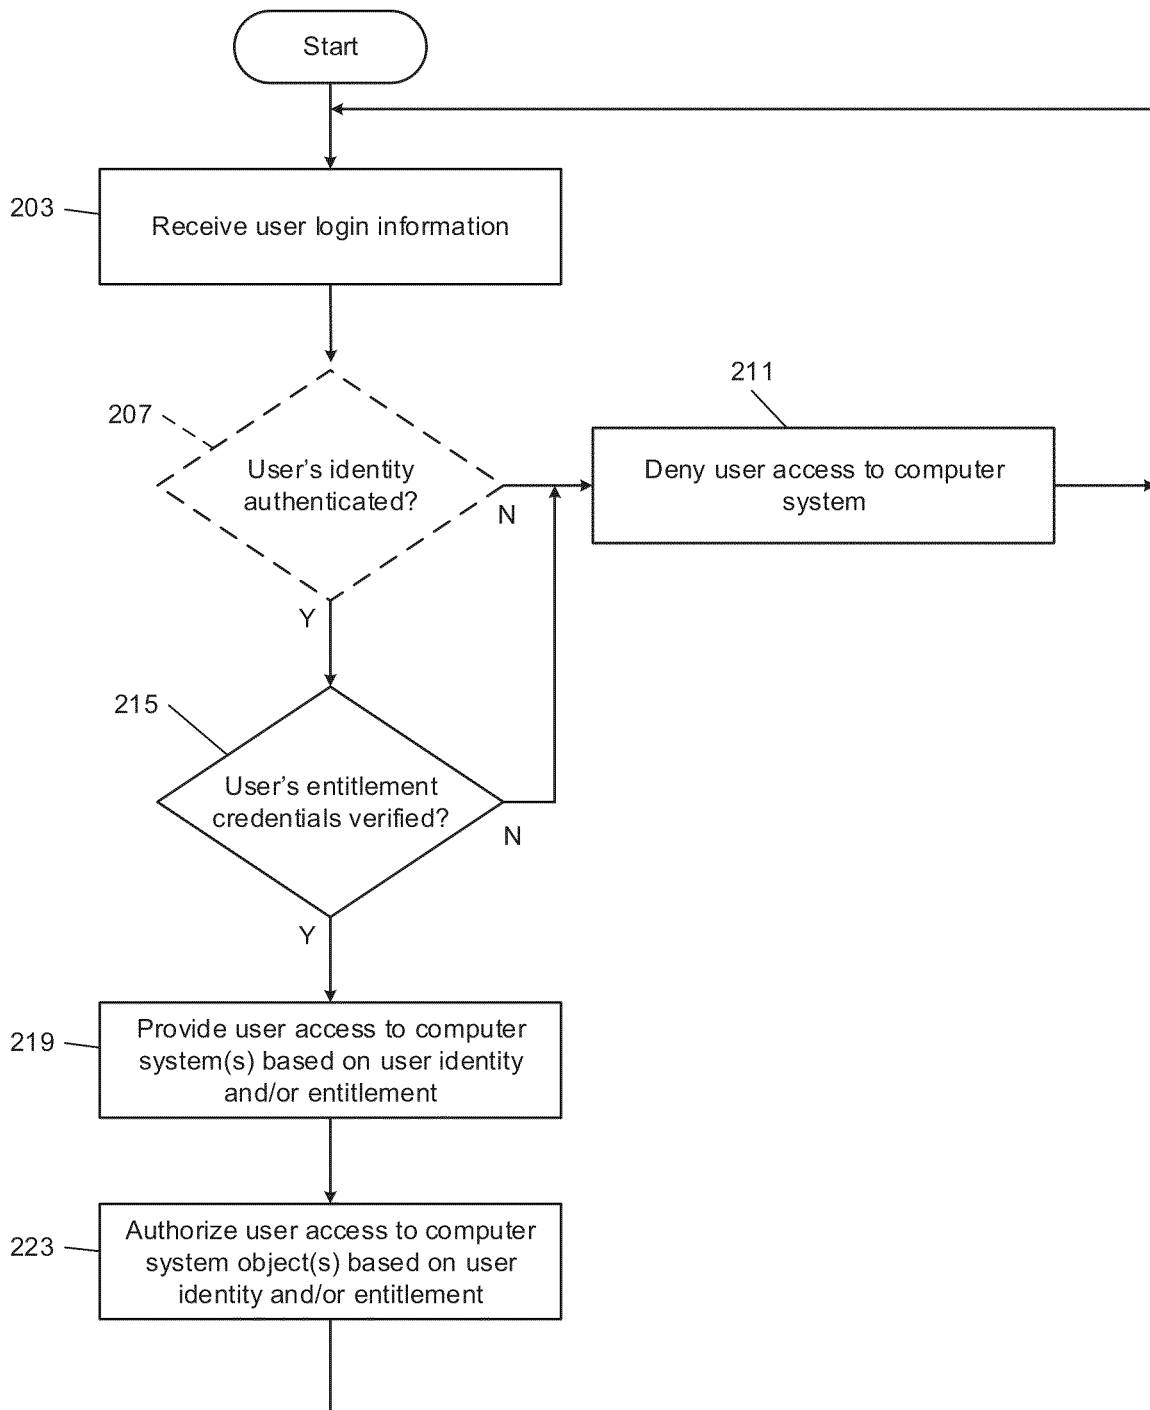 Start
203
Receive user login information
211
207
User's identity
authenticated?
N
Deny user access to computer
system
Y
215
User's entitlement
credentials verified?
N
Y
219
Provide user access to computer
system(s) based on user identity
and/or entitlement
223
Authorize user access to computer
system object(s) based on user
identity and/or entitlement